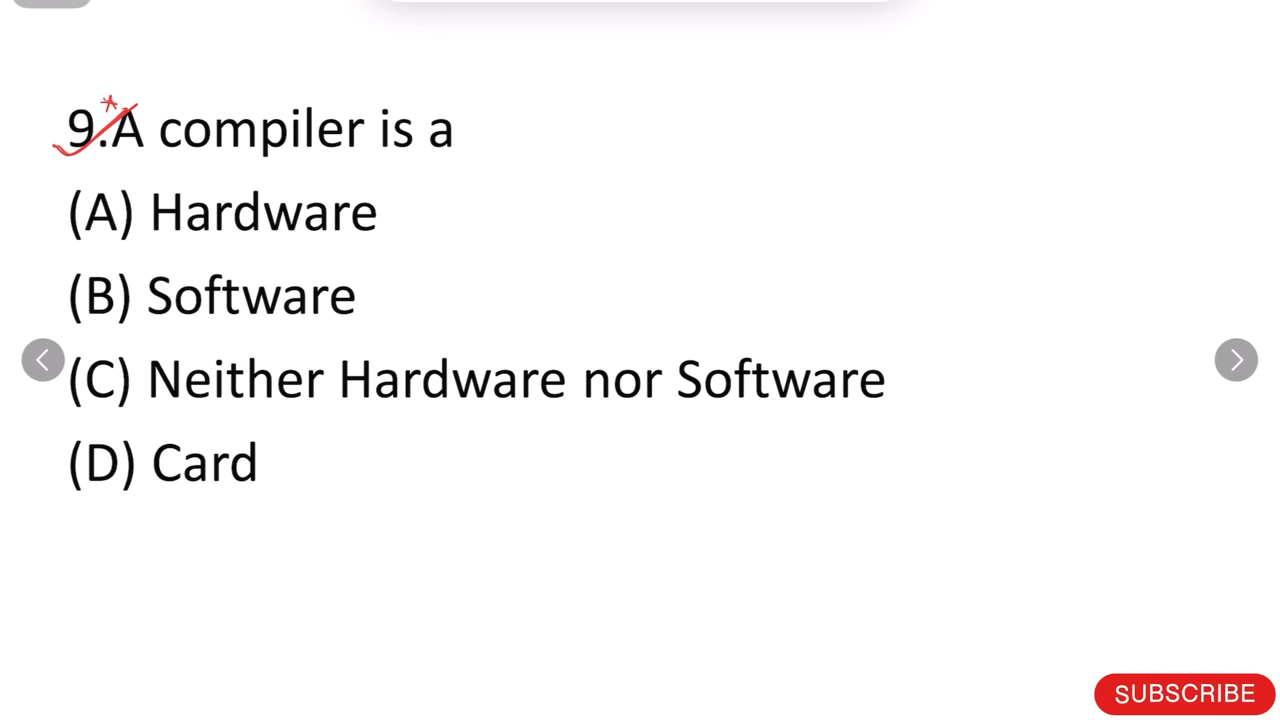 9.A compiler is a
(A) Hardware
(B) Software
(C) Neither Hardware nor Software
(D) Card
SUBSCRIBE